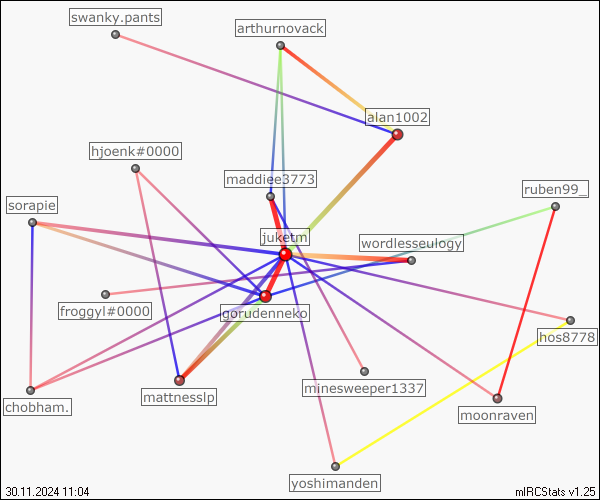 swanky.pants
arthurnovack
alan1002
hjoenk#0000
maddiee3773
ruben99_
sorapie
juketm
wordlesseulogy
froggyl#0000
gorudenneko
hos8778
minesweeper1337
mattnesslp
chobham.
moonraven
yoshimanden
30.11.2024 11:04
mIRCStats v1.25